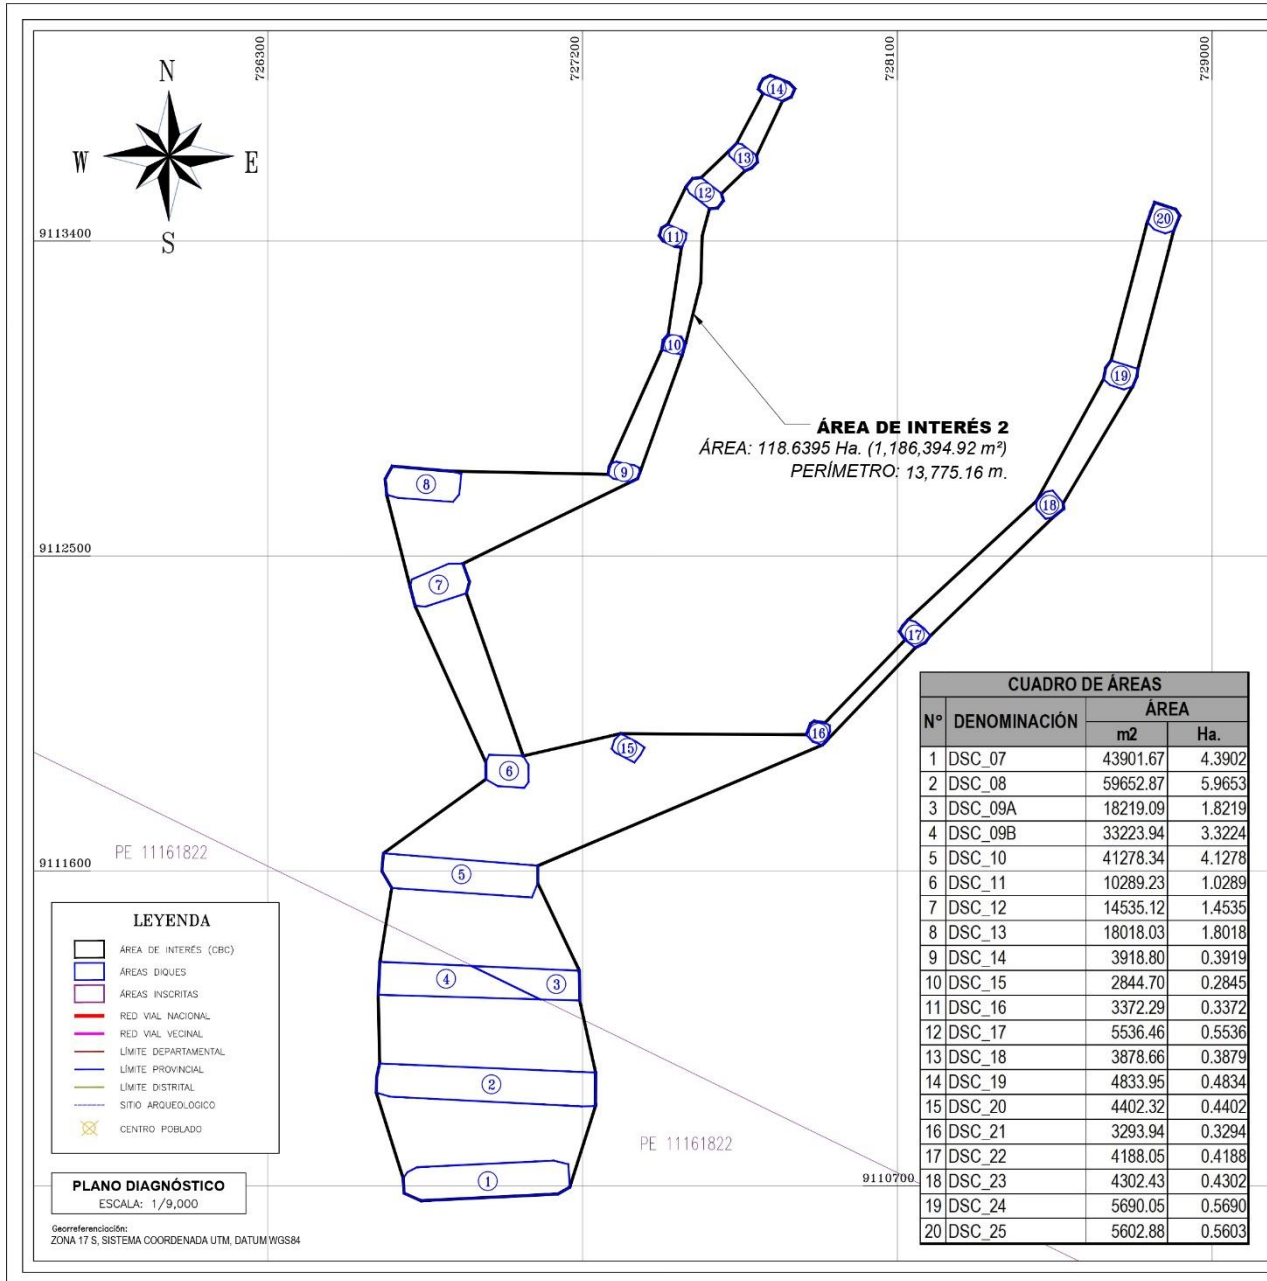 726300
727200
728100
729000
N
W
E
S
14
13
12
11
20
9113400
10
19
ÁREA DE INTERÉS 2
ÁREA: 118.6395 Ha. (1,186,394.92 m²)
PERÍMETRO: 13,775.16 m.
9
8
18
9112500
7
17
16
15
6
PE 11161822
9111600
5
4
3
2
PE 11161822
1
9110700
LEYENDA
ÁREA DE INTERÉS (CBC)
ÁREAS DIQUES
ÁREAS INSCRITAS
RED VIAL NACIONAL
RED VIAL VECINAL
LÍMITE DEPARTAMENTAL
LÍMITE PROVINCIAL
LÍMITE DISTRITAL
SITIO ARQUEOLOGICO
CENTRO POBLADO
PLANO DIAGNÓSTICO
ESCALA: 1/9,000
Georreferenciación:
ZONA 17 S, SISTEMA COORDENADA UTM, DATUM WGS84
CUADRO DE ÁREAS
N° DENOMINACIÓN ÁREA
m2 Ha.
1 DSC_07 43901.67 4.3902
2 DSC_08 59652.87 5.9653
3 DSC_09A 18219.09 1.8219
4 DSC_09B 33223.94 3.3224
5 DSC_10 41278.34 4.1278
6 DSC_11 10289.23 1.0289
7 DSC_12 14535.12 1.4535
8 DSC_13 18018.03 1.8018
9 DSC_14 3918.80 0.3919
10 DSC_15 2844.70 0.2845
11 DSC_16 3372.29 0.3372
12 DSC_17 5536.46 0.5536
13 DSC_18 3878.66 0.3879
14 DSC_19 4833.95 0.4834
15 DSC_20 4402.32 0.4402
16 DSC_21 3293.94 0.3294
17 DSC_22 4188.05 0.4188
18 DSC_23 4302.43 0.4302
19 DSC_24 5690.05 0.5690
20 DSC_25 5602.88 0.5603